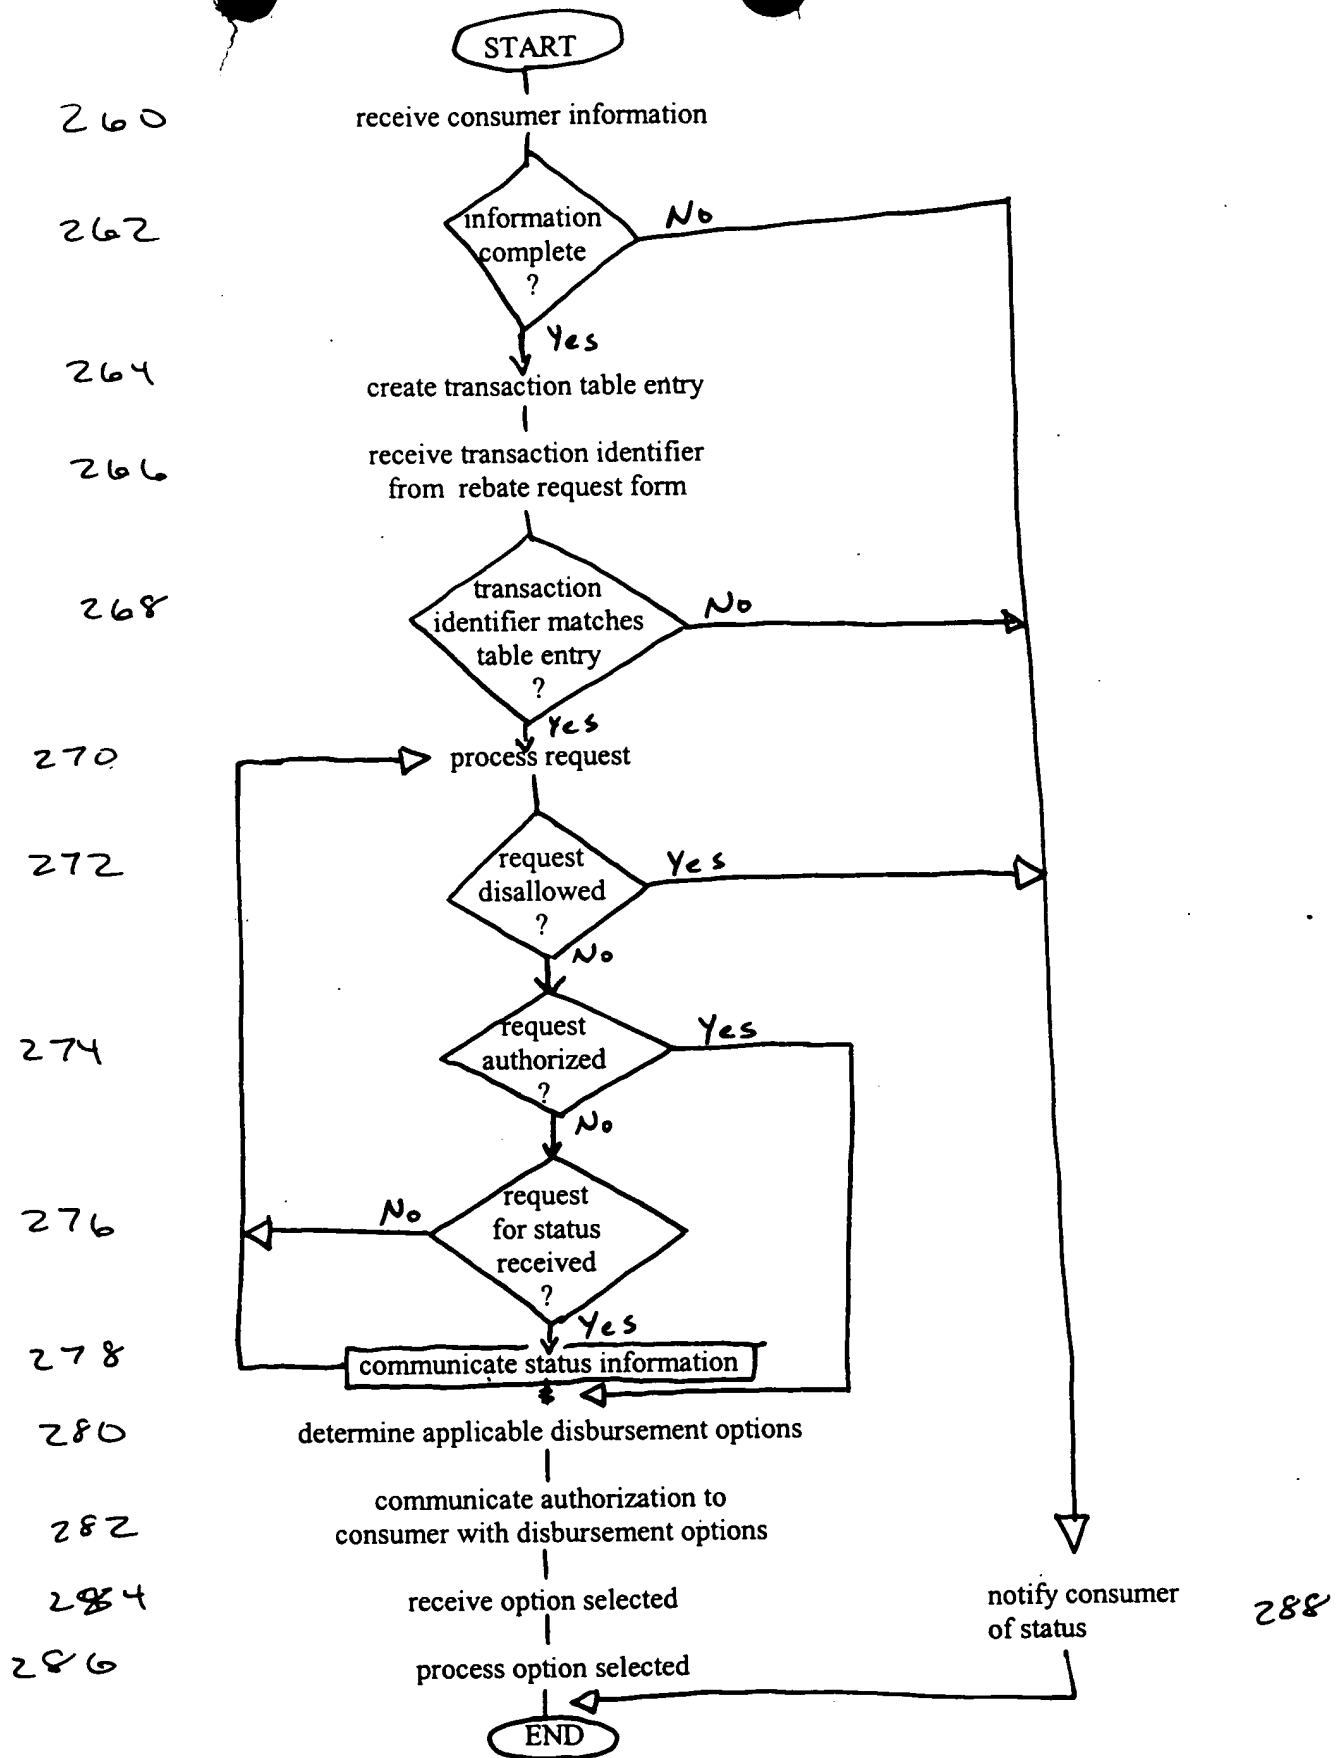 START
260 receive consumer information
262 information No
complete
?
Yes
264 create transaction table entry
266 receive transaction identifier
from rebate request form
268 transaction No
identifier matches
table entry
?
Yes
270 process request
272 request Yes
disallowed
?
No
274 request Yes
authorized
?
No
276 No request
for status
received
?
Yes
278 communicate status information
280 determine applicable disbursement options
282 communicate authorization to
consumer with disbursement options
284 receive option selected
notify consumer 288
of status
286 process option selected
END